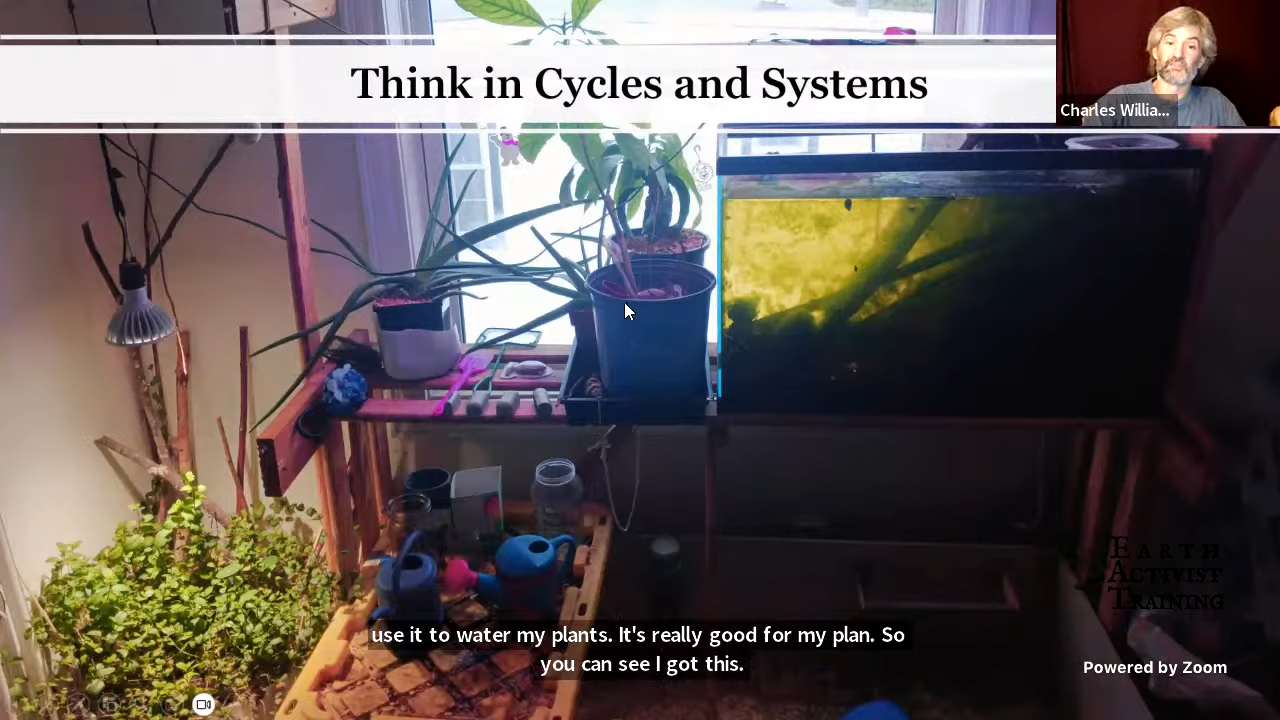 Think in Cycles and Systems
Charles Willia...
EARTH
ACTIVIST
TRAINING
use it to water my plants. It's really good for my plan. So
you can see I got this.
Powered by Zoom